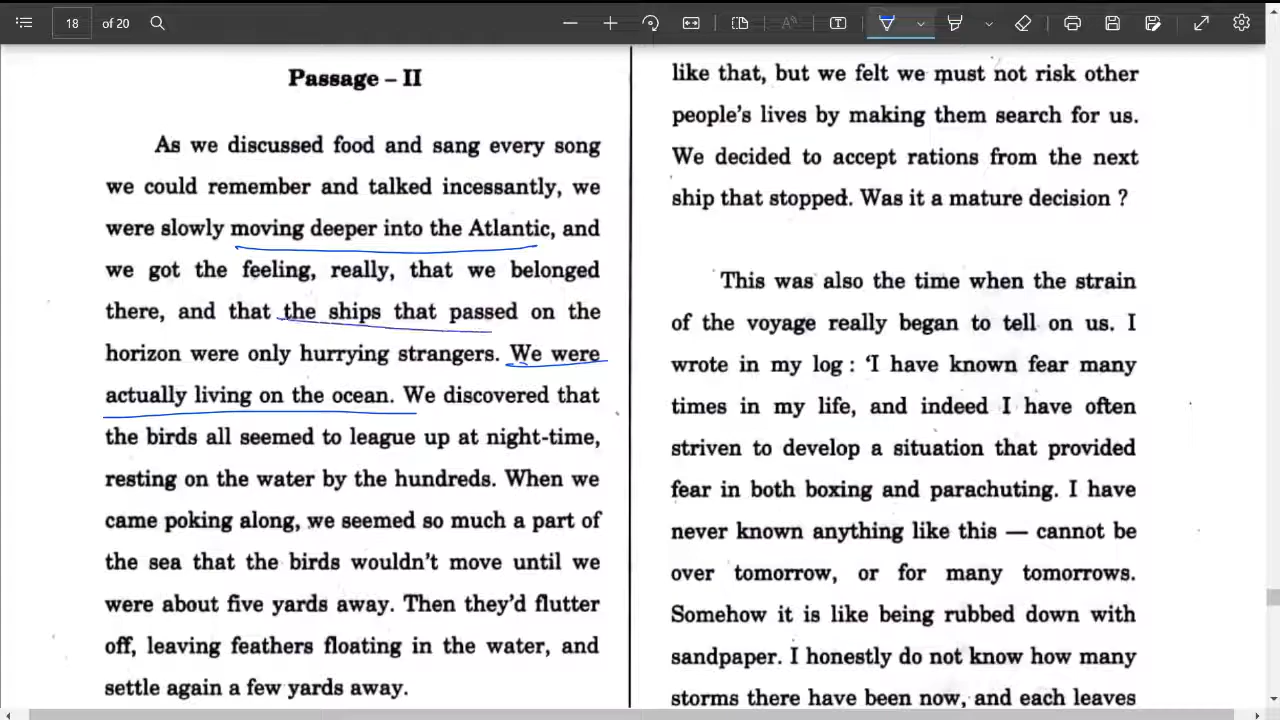 18 of 20
Passage – II
As we discussed food and sang every song
we could remember and talked incessantly, we
were slowly moving deeper into the Atlantic, and
we got the feeling, really, that we belonged
there, and that the ships that passed on the
horizon were only hurrying strangers. We were
actually living on the ocean. We discovered that
the birds all seemed to league up at night-time,
resting on the water by the hundreds. When we
came poking along, we seemed so much a part of
the sea that the birds wouldn't move until we
were about five yards away. Then they'd flutter
off, leaving feathers floating in the water, and
settle again a few yards away.
like that, but we felt we must not risk other
people's lives by making them search for us.
We decided to accept rations from the next
ship that stopped. Was it a mature decision ?
This was also the time when the strain
of the voyage really began to tell on us. I
wrote in my log : 'I have known fear many
times in my life, and indeed I have often
striven to develop a situation that provided
fear in both boxing and parachuting. I have
never known anything like this — cannot be
over tomorrow, or for many tomorrows.
Somehow it is like being rubbed down with
sandpaper. I honestly do not know how many
storms there have been now, and each leaves